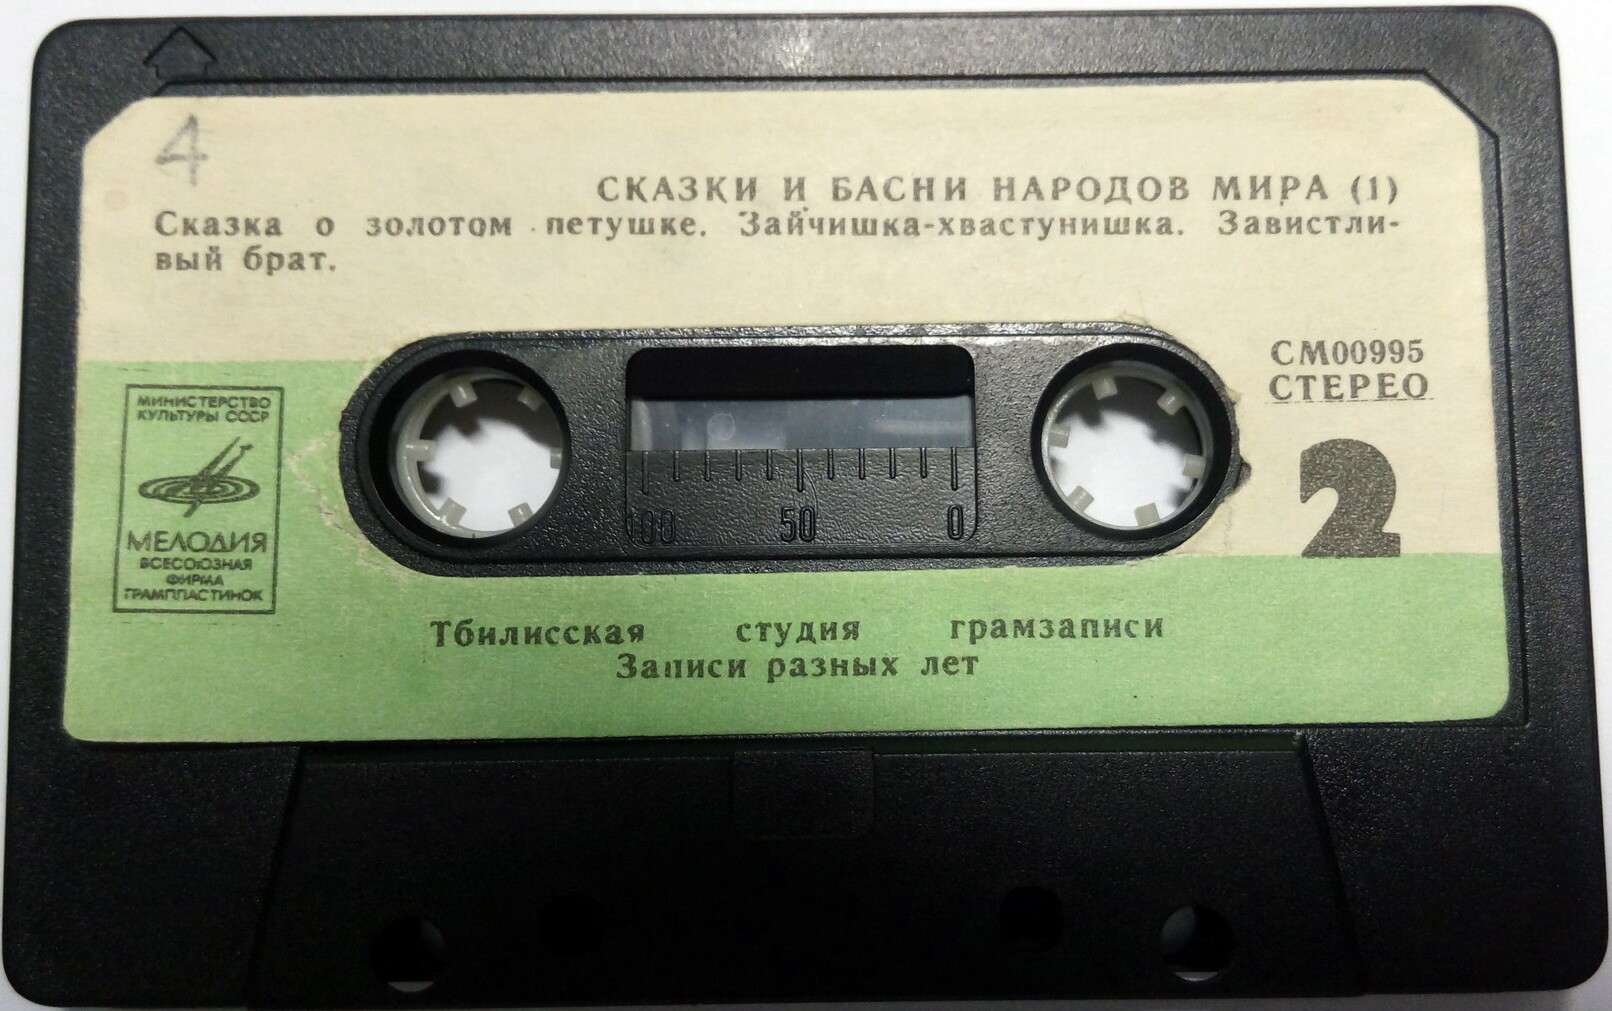 4
СКАЗКИ И БАСНИ НАРОДОВ МИРА (1)
Сказка о золотом петушке. Зайчишка-хвастунишка. Завистли-
вый брат.
СМ00995
СТЕРЕО
2
МИНИСТЕРСТВО
КУЛЬТУРЫ СССР
МЕЛОДИЯ
ВСЕСОЮЗНАЯ
ФИРМА
ГРАМПЛАСТИНОК
100 50 0
Тбилисская студия грамзаписи
Записи разных лет